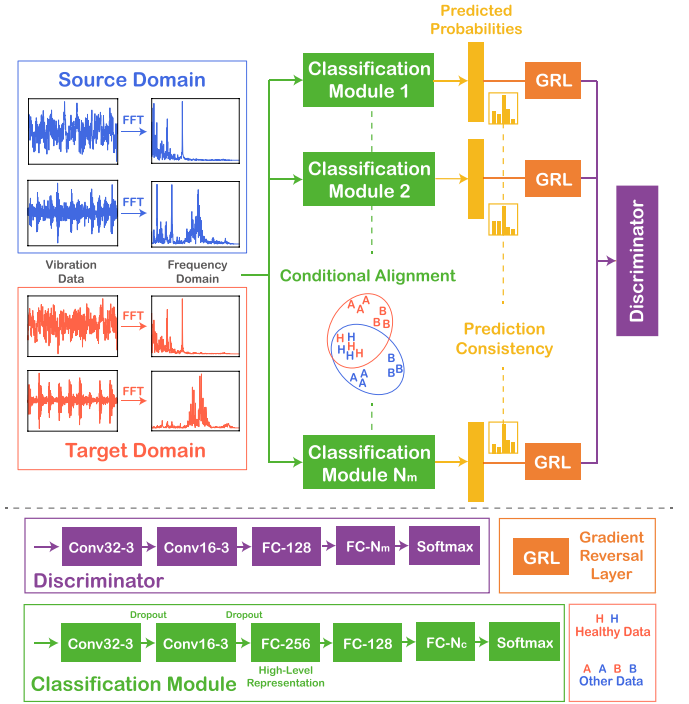 Predicted
Probabilities
Source Domain
FFT
FFT
Vibration
Data
Frequency
Domain
FFT
FFT
Target Domain
Classification
Module 1
GRL
Classification
Module 2
GRL
Conditional Alignment
A A A
B B B
H H H H H H
B B B
A A A
Prediction
Consistency
Classification
Module Nm
GRL
Discriminator
Conv32-3
Conv16-3
FC-128
FC-Nm
Softmax
Discriminator
GRL
Gradient
Reversal
Layer
Dropout
Dropout
Conv32-3
Conv16-3
FC-256
FC-128
FC-Nc
Softmax
High-Level
Representation
Classification Module
H H
Healthy Data
A A B B
Other Data